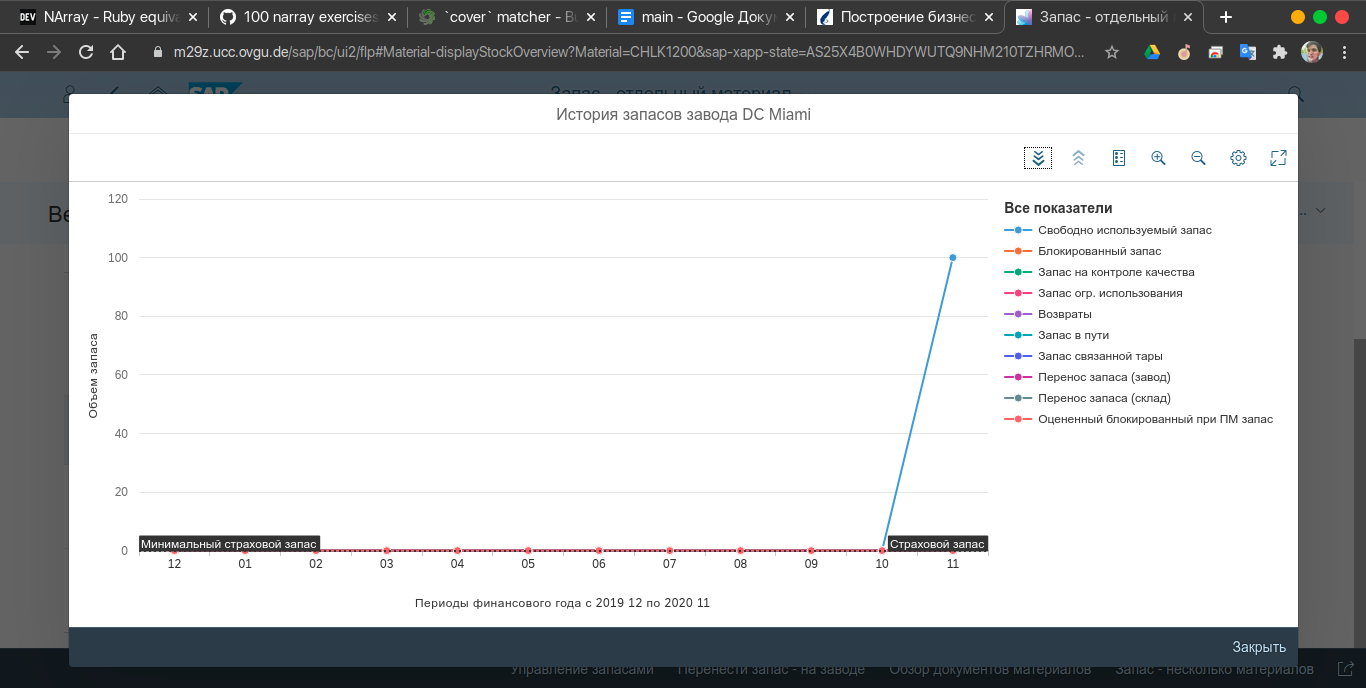 NArray - Ruby equiva
100 narray exercises
`cover` matcher - Bu
main - Google Доку
Построение бизнес
Запас - отдельный
m29z.ucc.ovgu.de/sap/bc/ui2/flp#Material-displayStockOverview?Material=CHLK1200&sap-xapp-state=AS25X4B0WHDYWUTQ9NHM210TZHRMO...
SAP
Запас - отдельный материал
История запасов завода DC Miami
Ве
120
100
80
60
40
20
0
Объем запаса
Минимальный страховой запас
Страховой запас
12 01 02 03 04 05 06 07 08 09 10 11
Периоды финансового года с 2019 12 по 2020 11
Все показатели
Свободно используемый запас
Блокированный запас
Запас на контроле качества
Запас огр. использования
Возвраты
Запас в пути
Запас связанной тары
Перенос запаса (завод)
Перенос запаса (склад)
Оцененный блокированный при ПМ запас
Закрыть
Управление запасами Перенести запас - на заводе Обзор документов материалов Запас - несколько материалов